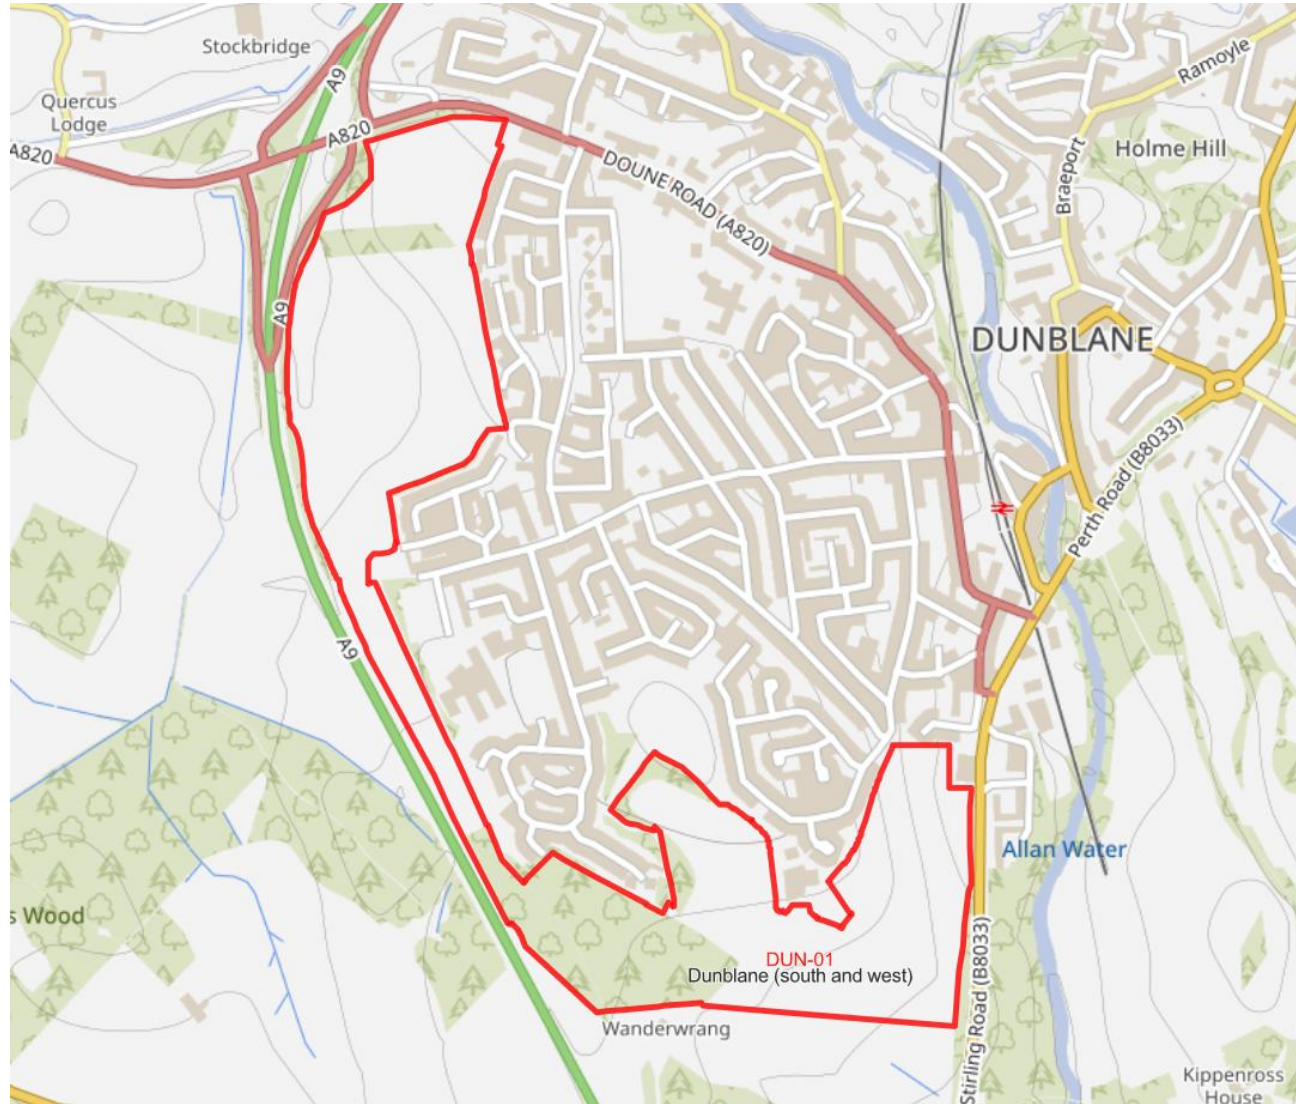 Stockbridge
A9
Quercus
Lodge
A820
A820
Ramoyle
Braeport
Holme Hill
DOUNE ROAD (A820)
A9
DUNBLANE
Perth Road (B8033)
A9
Allan Water
s Wood
DUN-01
Dunblane (south and west)
Wanderwrang
Stirling Road (B8033)
Kippenross
House